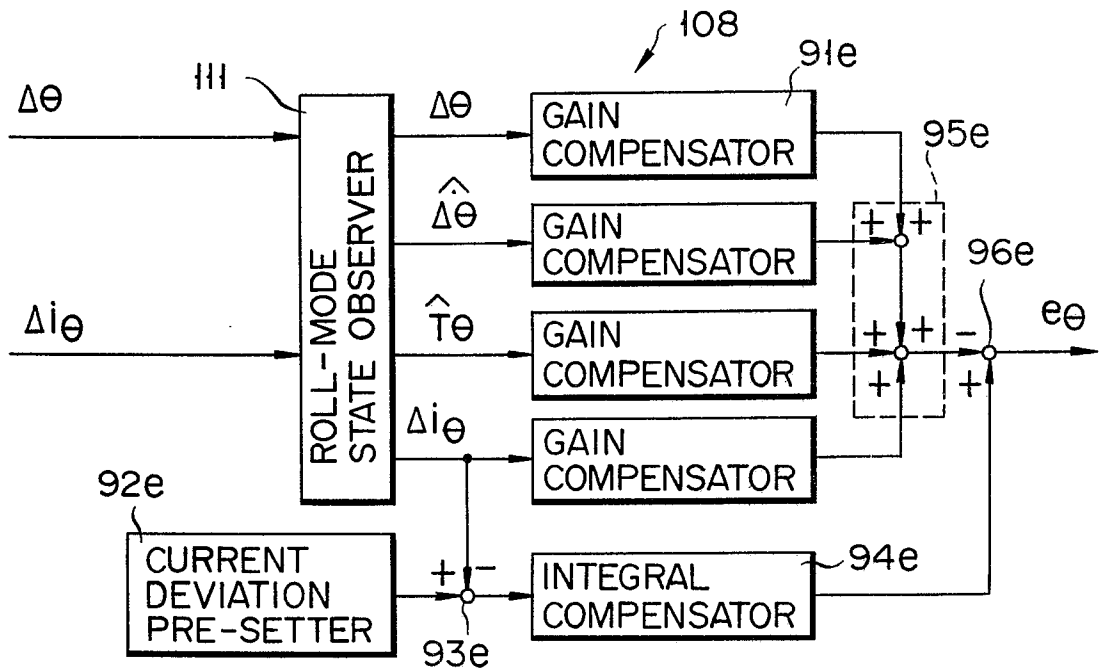 108
111
91e
Δθ
Δθ
GAIN
COMPENSATOR
95e
Δθ̇̂
GAIN
COMPENSATOR
+ +
96e
ROLL-MODE
STATE OBSERVER
Δiθ
T̂θ
GAIN
COMPENSATOR
+ + −
+ +
eθ
Δiθ
GAIN
COMPENSATOR
92e
CURRENT
DEVIATION
PRE-SETTER
+ −
93e
INTEGRAL
COMPENSATOR
94e